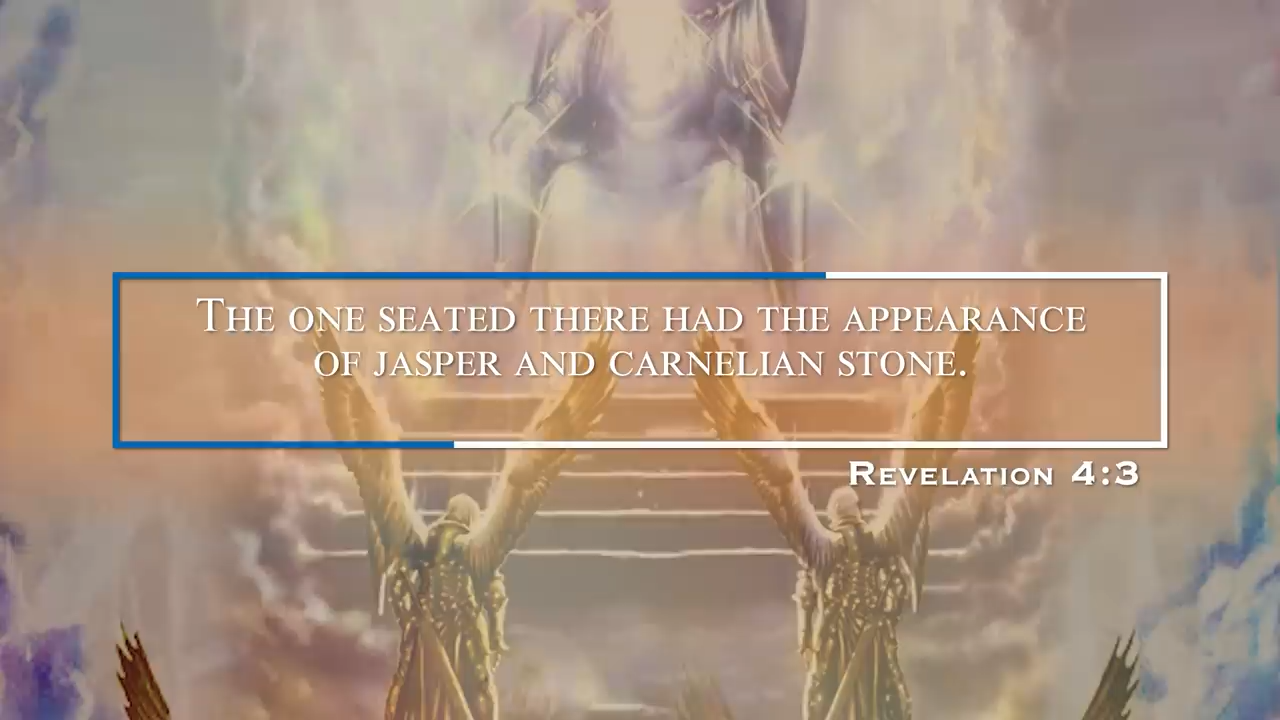 The one seated there had the appearance
of jasper and carnelian stone.
Revelation 4:3